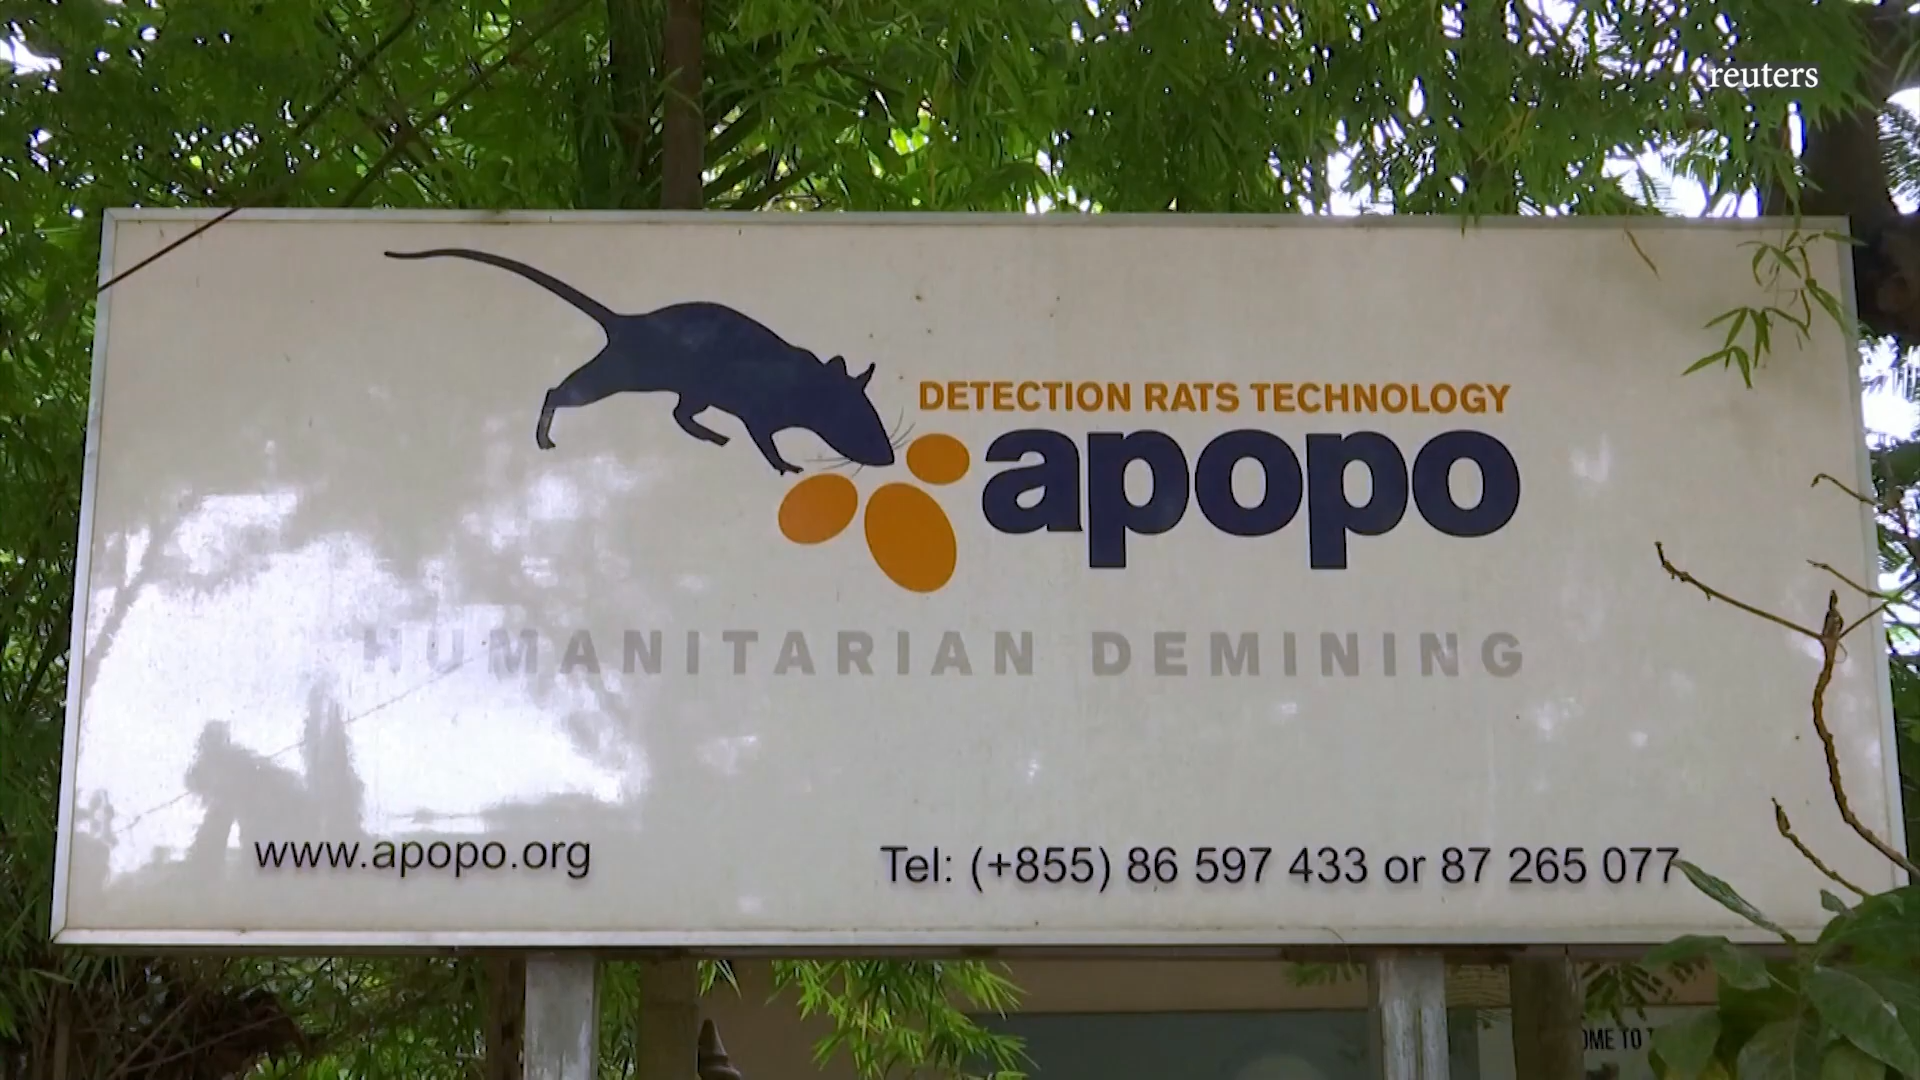 reuters
DETECTION RATS TECHNOLOGY
apopo
HUMANITARIAN DEMINING
www.apopo.org
Tel: (+855) 86 597 433 or 87 265 077
TO